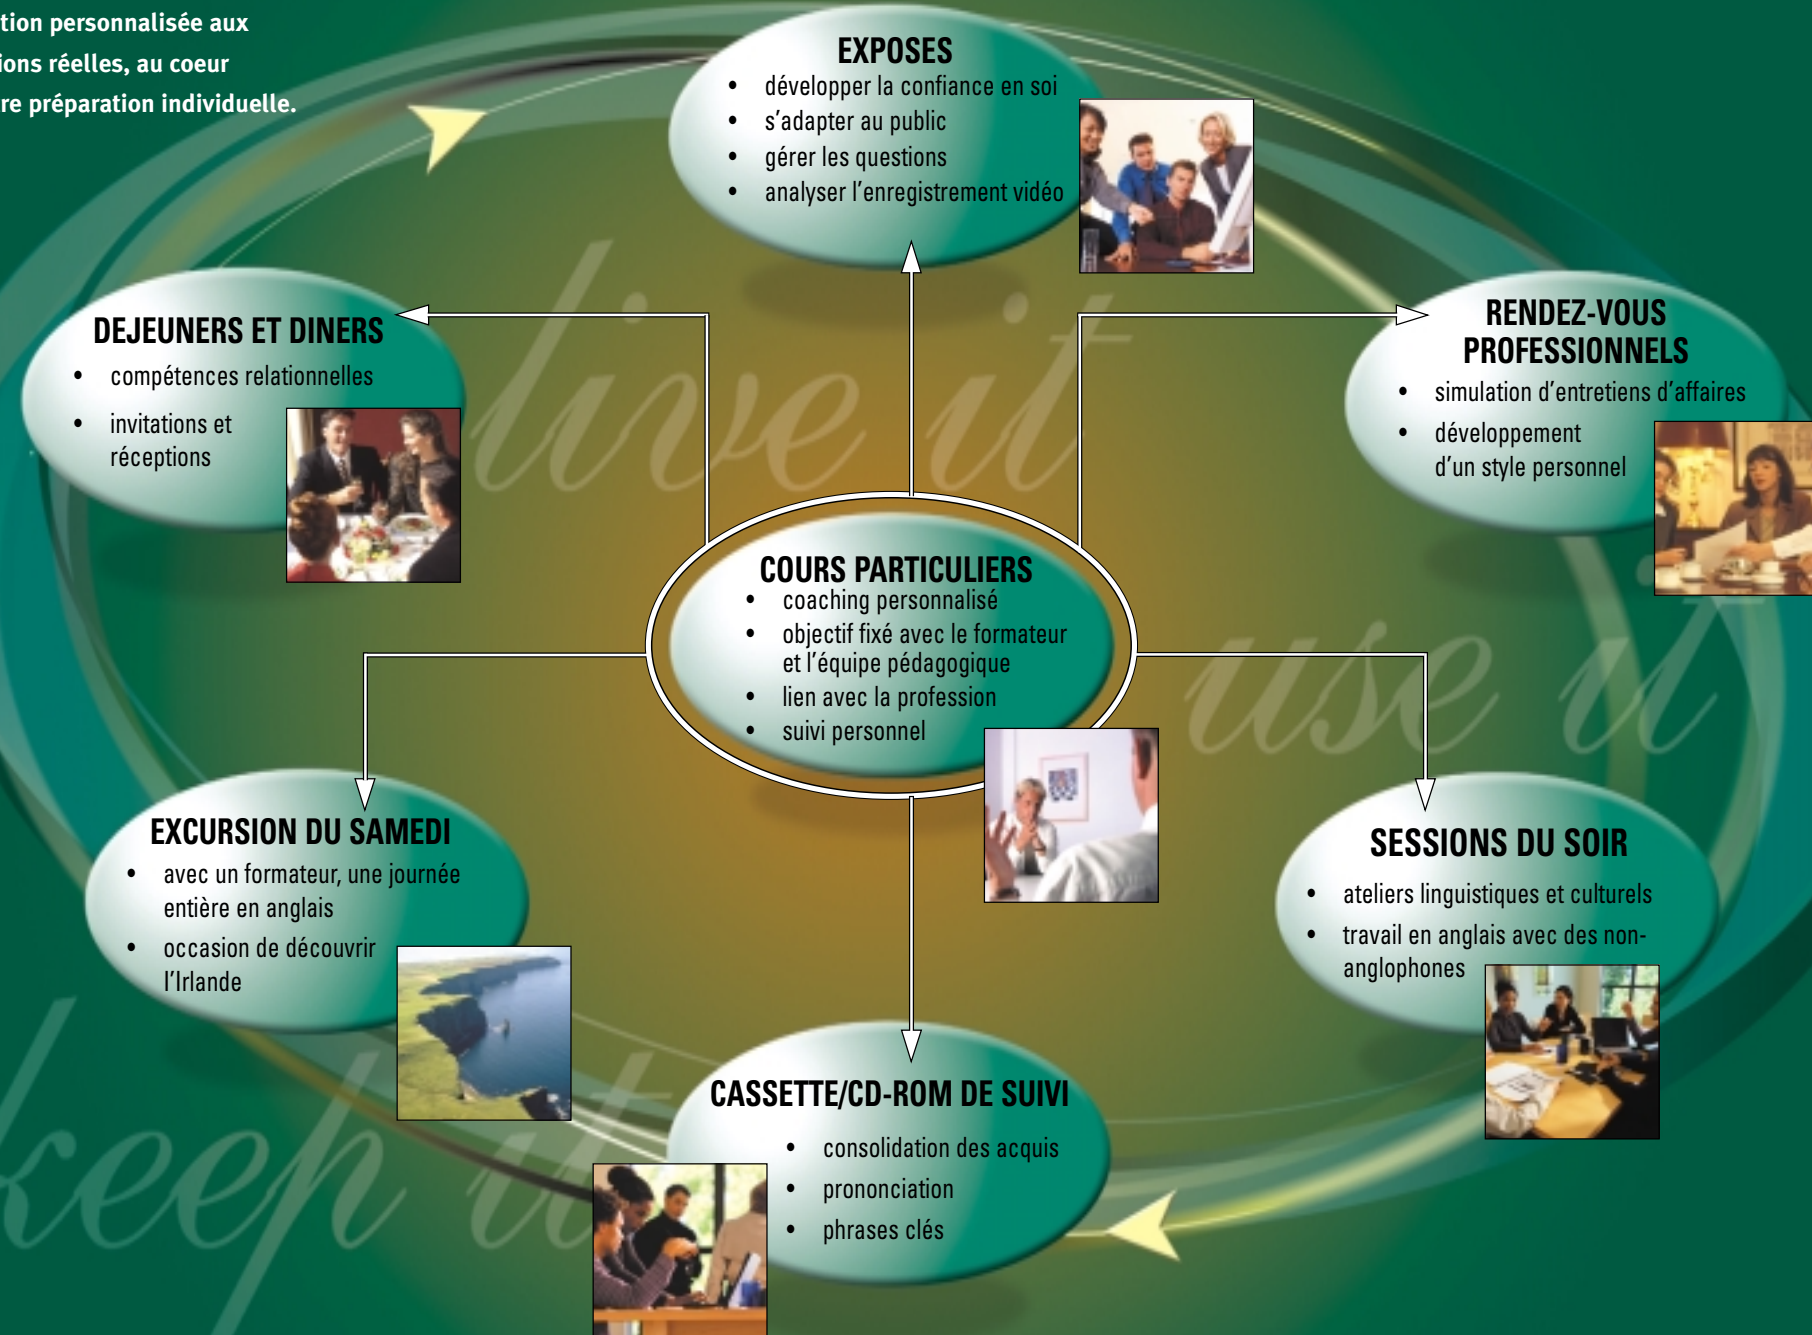 tion personnalisée aux
ions réelles, au coeur
re préparation individuelle.
EXPOSES
• développer la confiance en soi
• s'adapter au public
• gérer les questions
• analyser l'enregistrement vidéo
DEJEUNERS ET DINERS
• compétences relationnelles
• invitations et
réceptions
RENDEZ-VOUS
PROFESSIONNELS
• simulation d'entretiens d'affaires
• développement
d'un style personnel
live it
COURS PARTICULIERS
• coaching personnalisé
• objectif fixé avec le formateur
et l'équipe pédagogique
• lien avec la profession
• suivi personnel
use it
EXCURSION DU SAMEDI
• avec un formateur, une journée
entière en anglais
• occasion de découvrir
l'Irlande
SESSIONS DU SOIR
• ateliers linguistiques et culturels
• travail en anglais avec des non-
anglophones
keep it
CASSETTE/CD-ROM DE SUIVI
• consolidation des acquis
• prononciation
• phrases clés